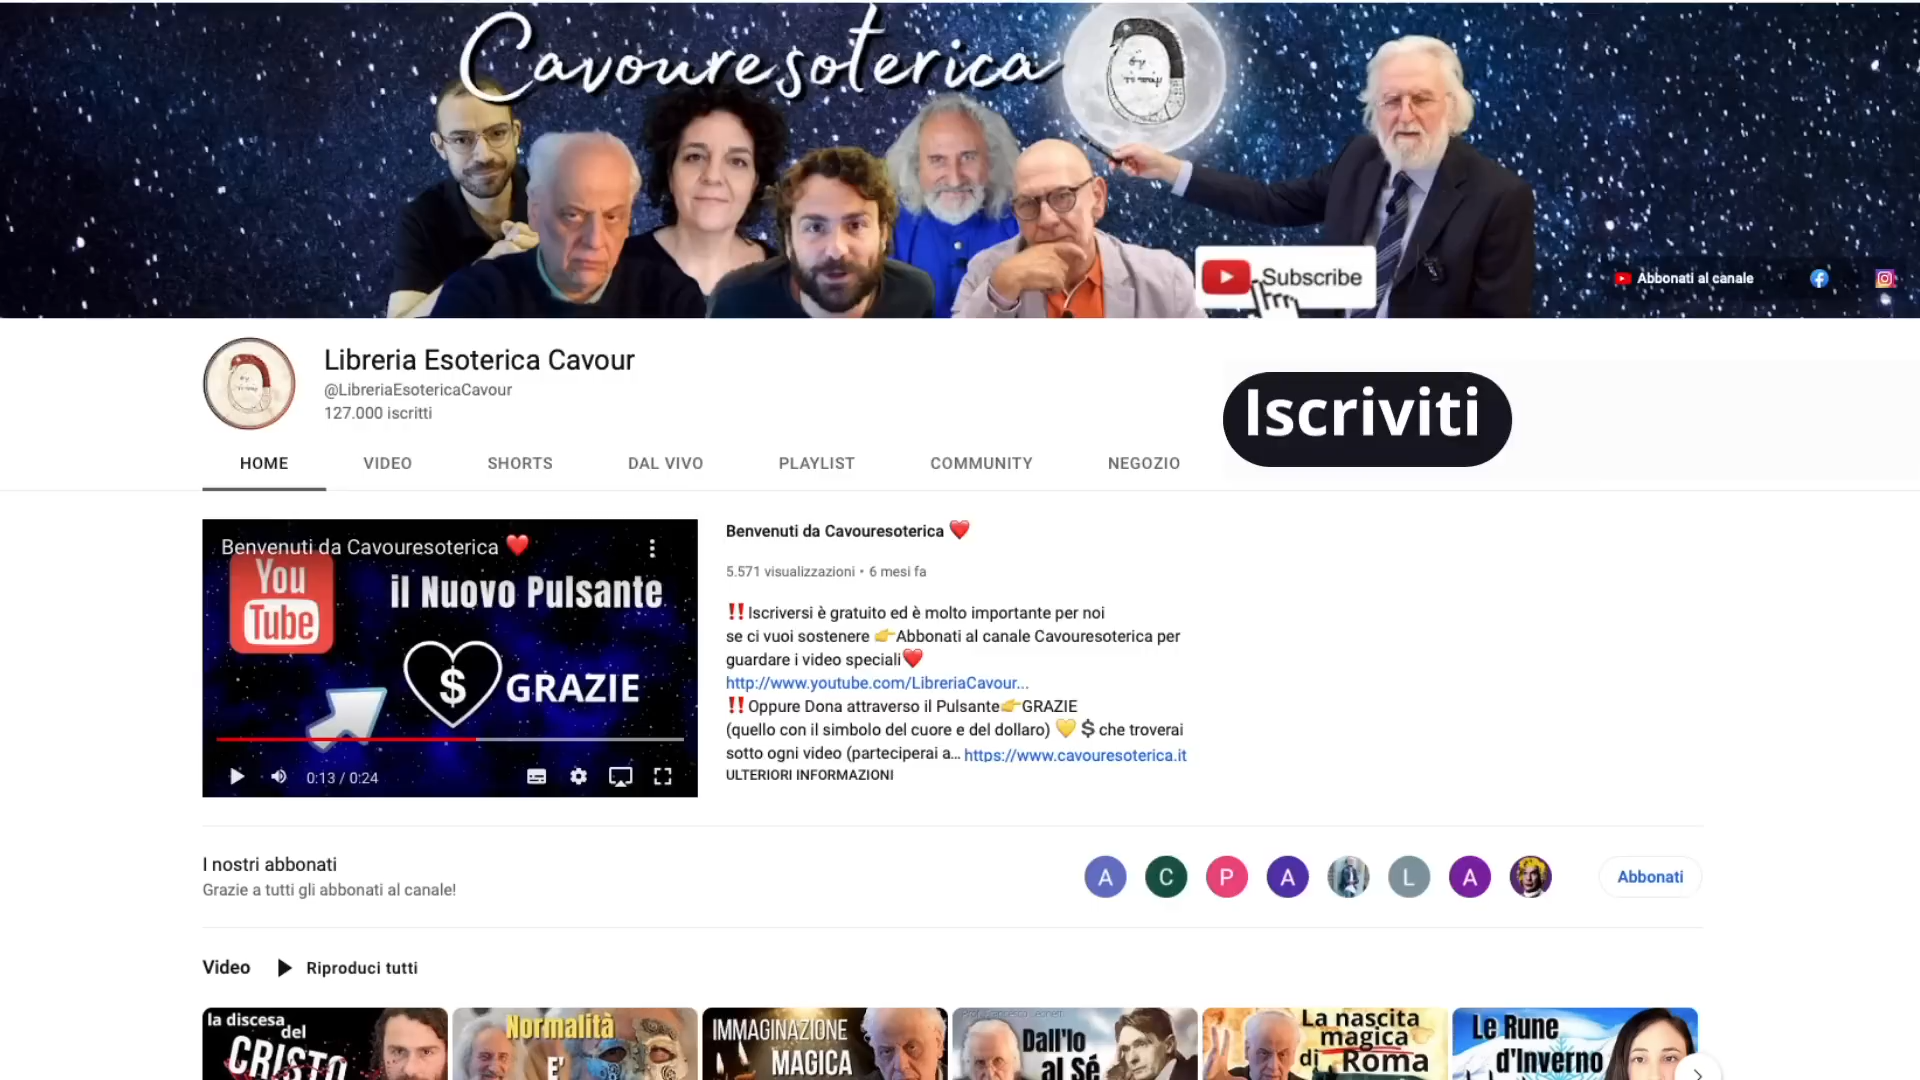 Cavouresoterica
Subscribe
Abbonati al canale
Libreria Esoterica Cavour
@LibreriaEsotericaCavour
127.000 iscritti
Iscriviti
HOME
VIDEO
SHORTS
DAL VIVO
PLAYLIST
COMMUNITY
NEGOZIO
Benvenuti da Cavouresoterica ❤️
You
Tube
il Nuovo Pulsante
$
GRAZIE
0:13 / 0:24
Benvenuti da Cavouresoterica ❤️
5.571 visualizzazioni • 6 mesi fa
‼️Iscriversi è gratuito ed è molto importante per noi
se ci vuoi sostenere 👉Abbonati al canale Cavouresoterica per
guardare i video speciali❤️
http://www.youtube.com/LibreriaCavour...
‼️Oppure Dona attraverso il Pulsante👉GRAZIE
(quello con il simbolo del cuore e del dollaro) 💛 💲che troverai
sotto ogni video (parteciperai a... https://www.cavouresoterica.it
ULTERIORI INFORMAZIONI
I nostri abbonati
Grazie a tutti gli abbonati al canale!
A
C
P
A
L
A
Abbonati
Video
Riproduci tutti
la discesa
del
CRISTO
Normalità
E'
IMMAGINAZIONE
MAGICA
Dall'Io
al Sé
La nascita
magica
di Roma
Le Rune
d'Inverno